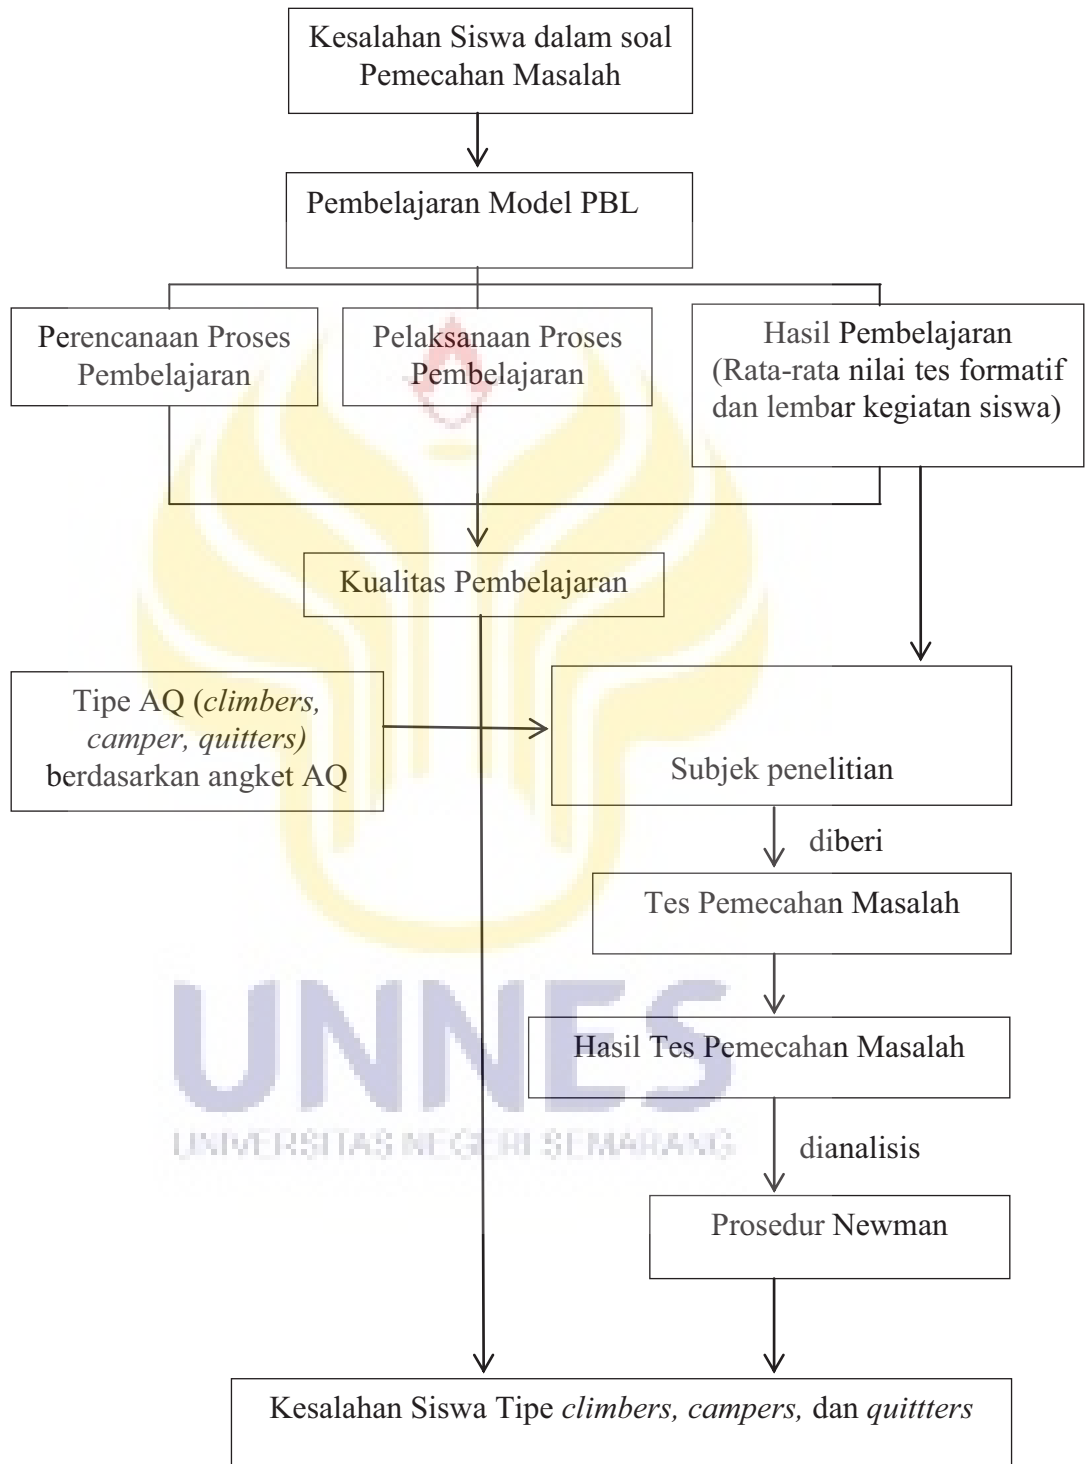 Kesalahan Siswa dalam soal
Pemecahan Masalah
Pembelajaran Model PBL
Perencanaan Proses
Pembelajaran
Pelaksanaan Proses
Pembelajaran
Hasil Pembelajaran
(Rata-rata nilai tes formatif
dan lembar kegiatan siswa)
Kualitas Pembelajaran
Tipe AQ (climbers,
camper, quitters)
berdasarkan angket AQ
Subjek penelitian
diberi
Tes Pemecahan Masalah
UNNES
Hasil Tes Pemecahan Masalah
UNIVERSITAS NEGERI SEMARANG
dianalisis
Prosedur Newman
Kesalahan Siswa Tipe climbers, campers, dan quittters